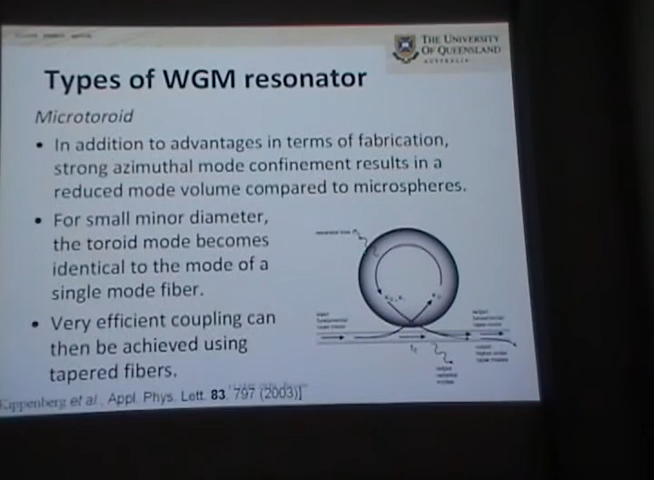 THE UNIVERSITY
OF QUEENSLAND
AUSTRALIA
Types of WGM resonator
Microtoroid
• In addition to advantages in terms of fabrication,
strong azimuthal mode confinement results in a
reduced mode volume compared to microspheres.
• For small minor diameter,
the toroid mode becomes
identical to the mode of a
single mode fiber.
• Very efficient coupling can
then be achieved using
tapered fibers.
Kippenberg et al., Appl. Phys. Lett. 83, 797 (2003)]